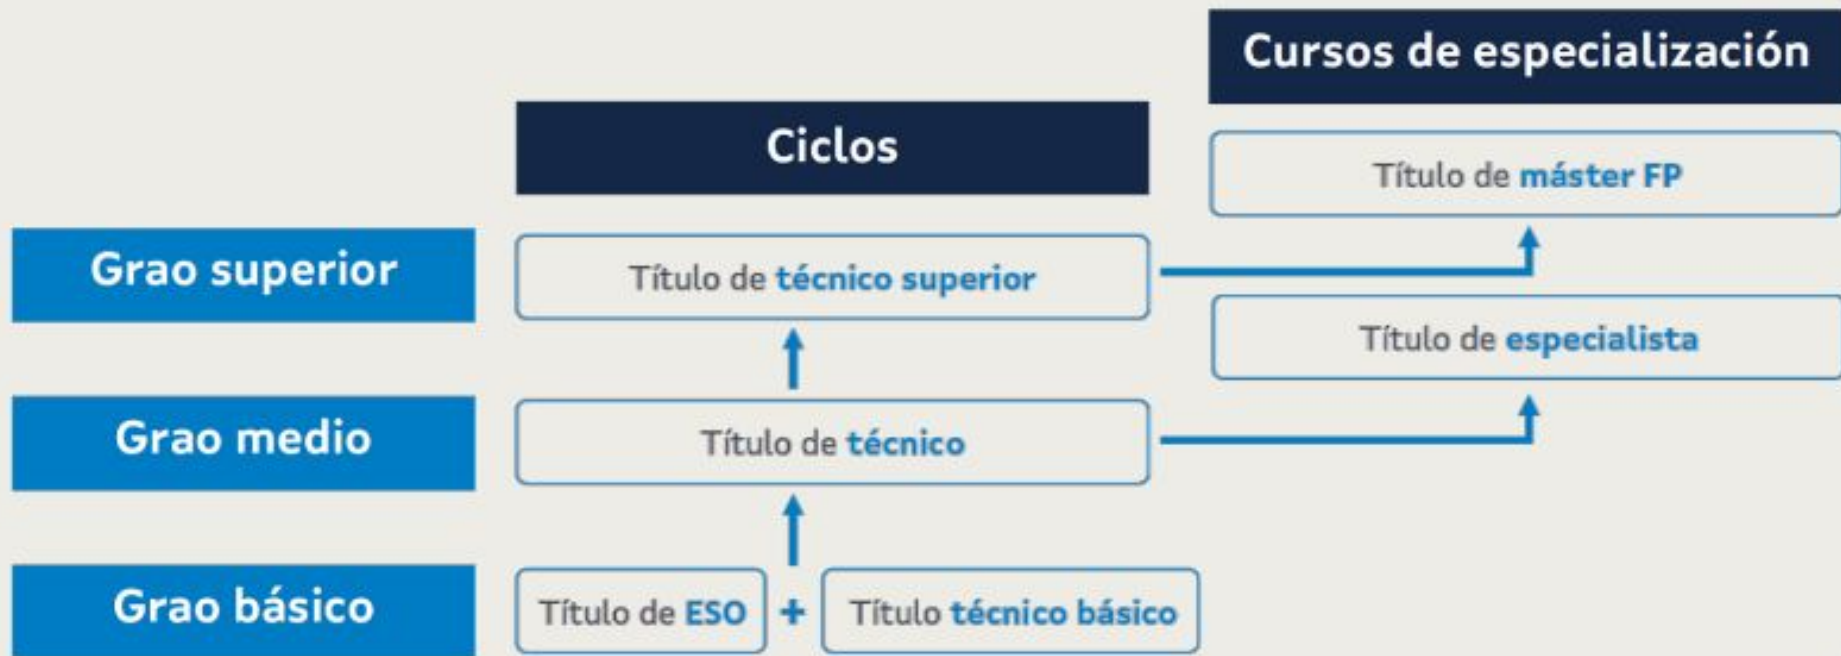 Cursos de especialización
Ciclos
Título de máster FP
Grao superior
Título de técnico superior
Título de especialista
Grao medio
Título de técnico
Grao básico
Título de ESO + Título técnico básico